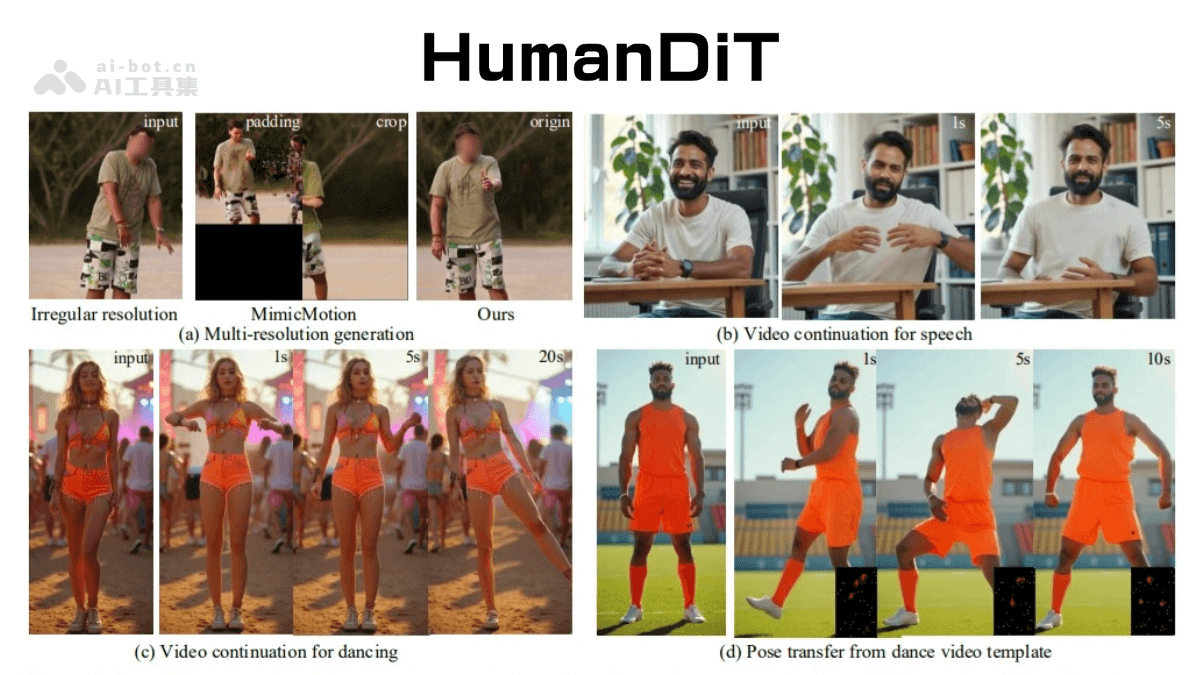 HumanDiT
ai-bot.cn
AI工具集
input
padding
crop
origin
Irregular resolution
MimicMotion
Ours
(a) Multi-resolution generation
input
1s
5s
(b) Video continuation for speech
input
1s
5s
20s
(c) Video continuation for dancing
input
1s
5s
10s
(d) Pose transfer from dance video template